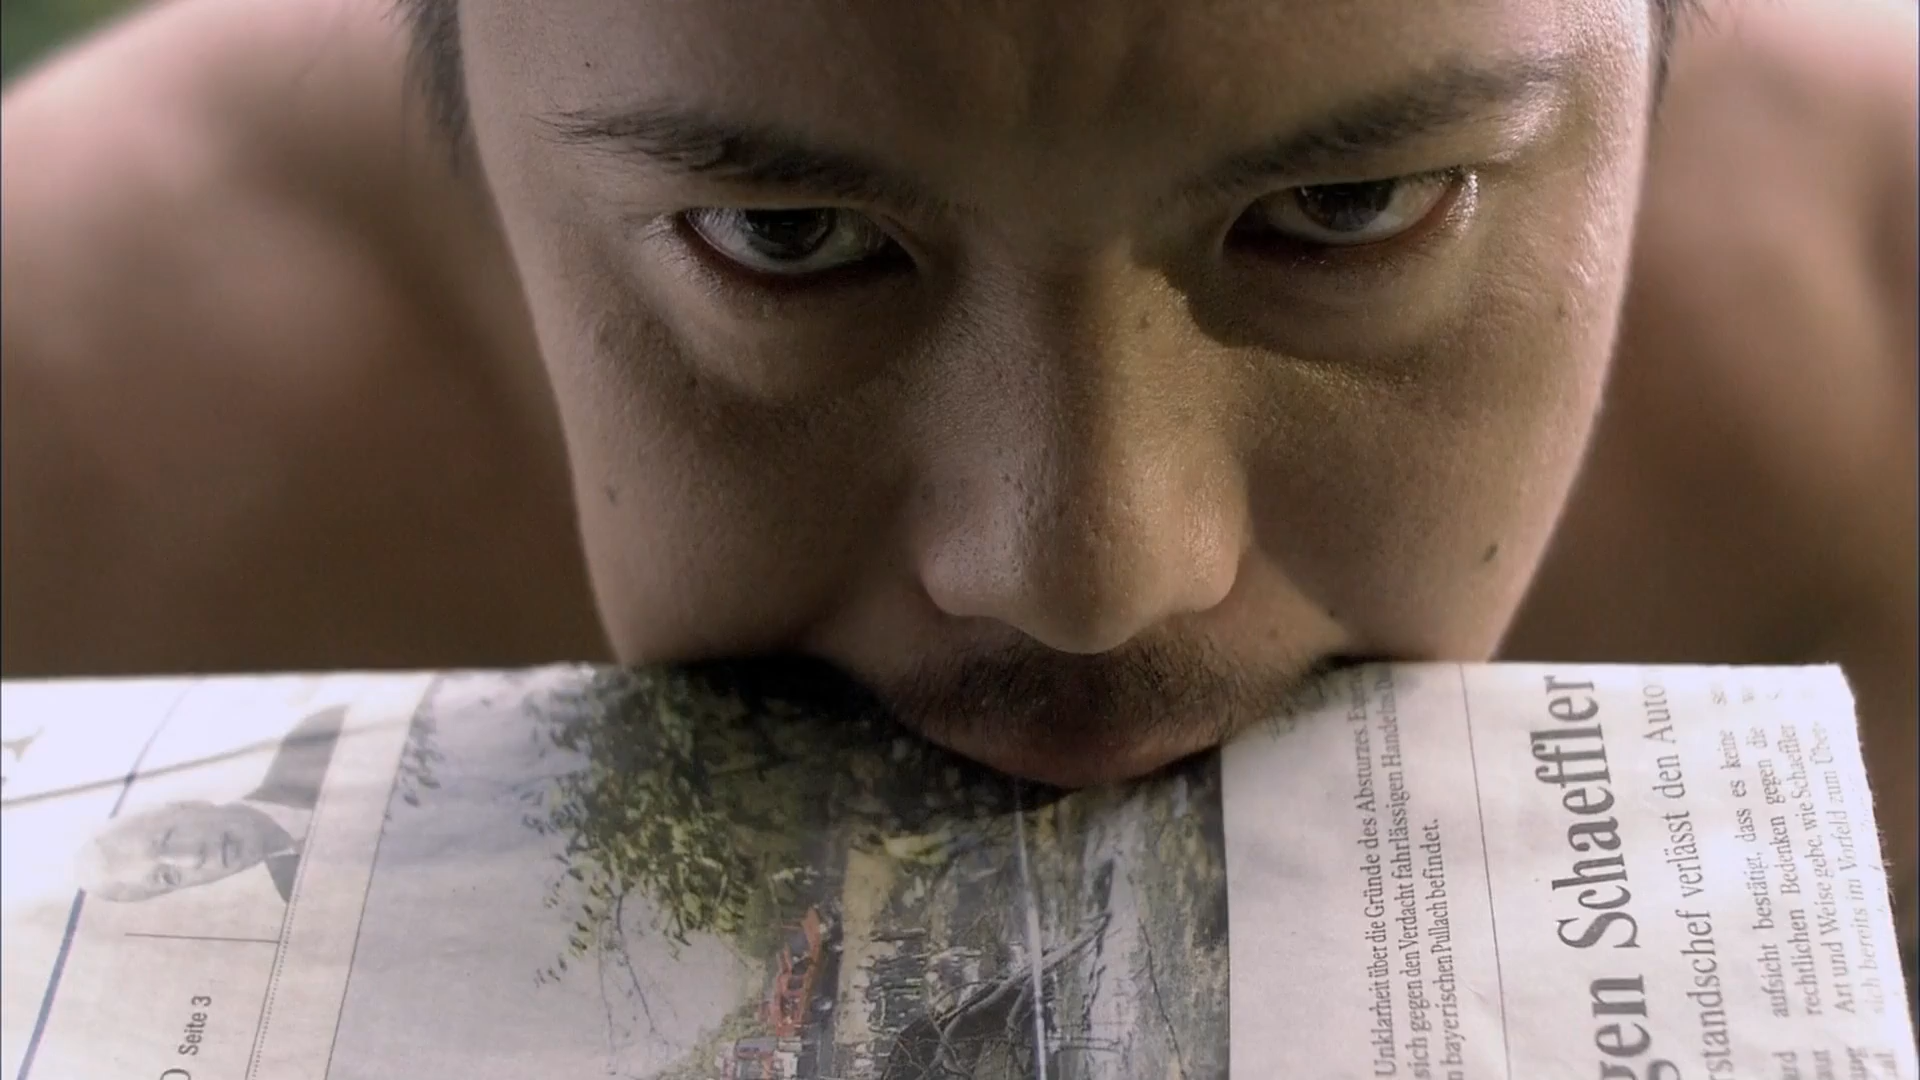 Seite 3
Unklarheit über die Gründe des Absturzes.
sich gegen den Verdacht fahrlässigen
bayerischen Pullach befindet.
gen Schaeffler
standschef verlässt den Auto
aufsicht bestätigt, dass es keine
rechtlichen Bedenken gegen die
Art und Weise gebe, wie Schaeffler
sich bereits im Vorfeld zum Über-